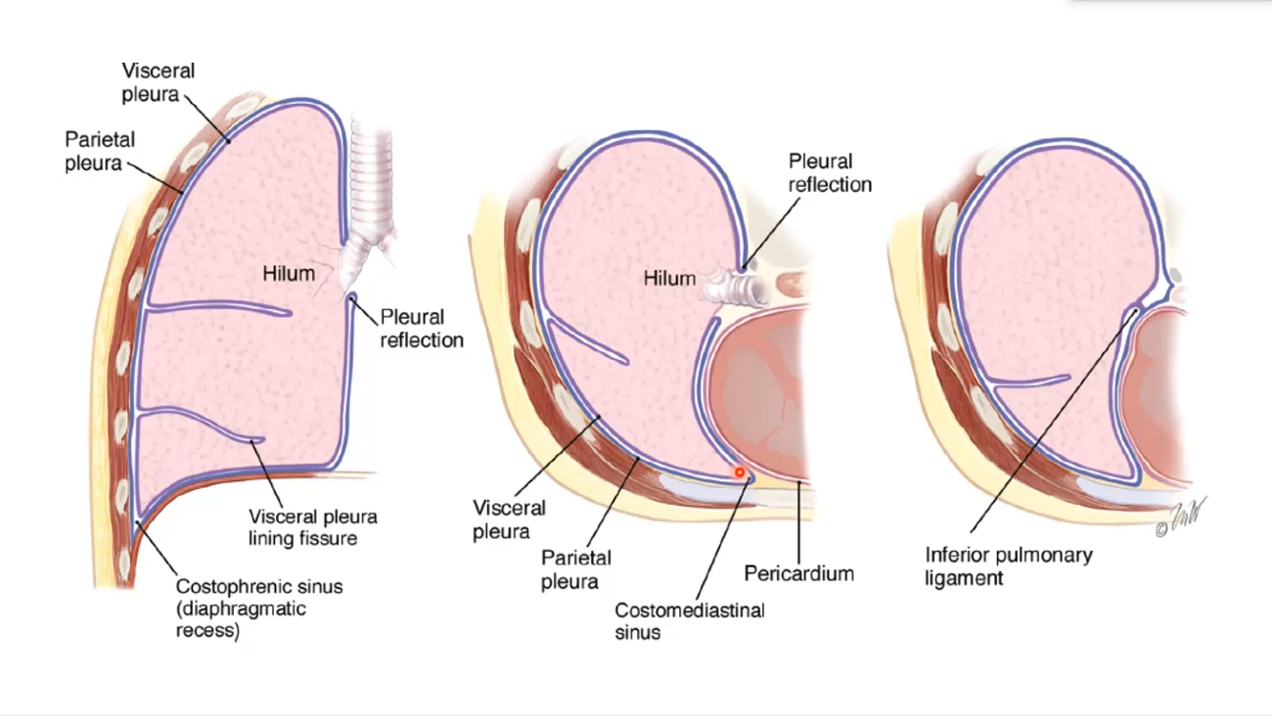 Visceral
pleura
Parietal
pleura
Hilum
Pleural
reflection
Visceral pleura
lining fissure
Costophrenic sinus
(diaphragmatic
recess)
Pleural
reflection
Hilum
Visceral
pleura
Parietal
pleura
Costomediastinal
sinus
Pericardium
Inferior pulmonary
ligament
©